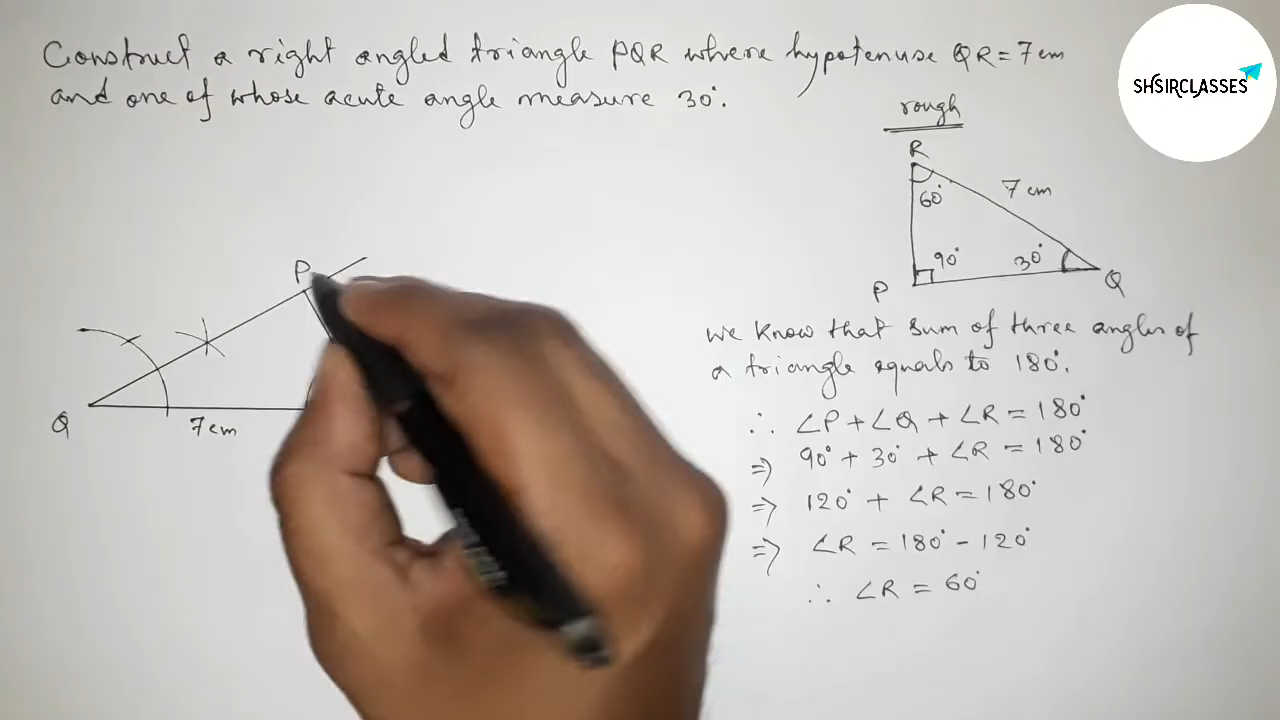 Construct a right angled triangle PQR where hypotenuse QR = 7cm
and one of whose acute angle measure 30°.
SHSIRCLASSES
rough
R
60°
7 cm
90°
30°
P
Q
P
Q
7 cm
we know that sum of three angles of
a triangle equals to 180°.
∴ ∠P + ∠Q + ∠R = 180°
⇒ 90° + 30° + ∠R = 180°
⇒ 120° + ∠R = 180°
⇒ ∠R = 180° - 120°
∴ ∠R = 60°